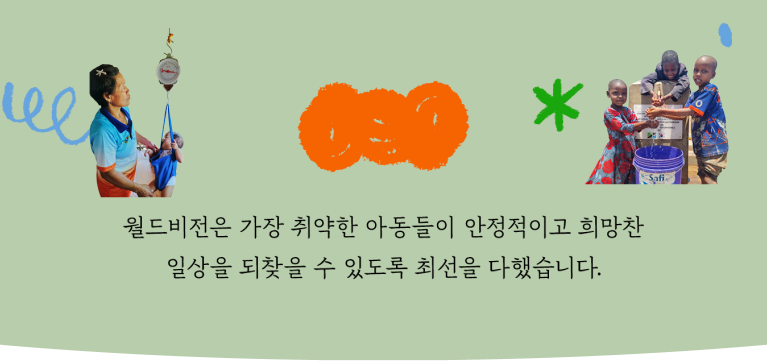 Safi
월드비전은 가장 취약한 아동들이 안정적이고 희망찬
일상을 되찾을 수 있도록 최선을 다했습니다.